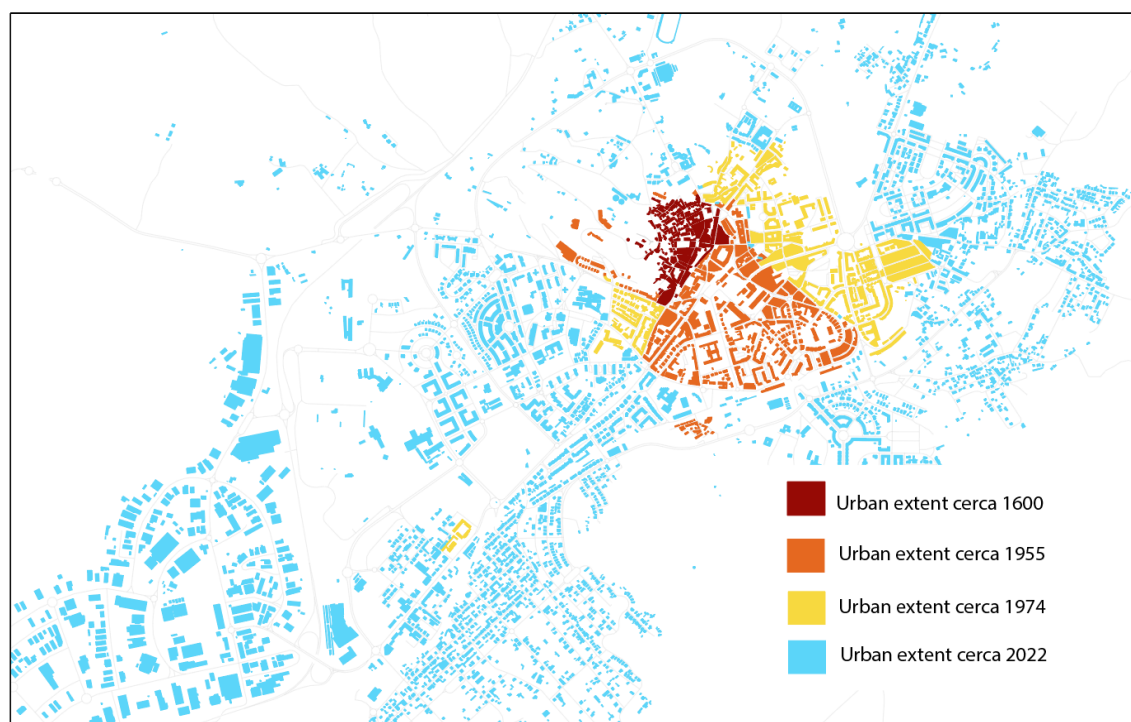 Urban extent cerca 1600
Urban extent cerca 1955
Urban extent cerca 1974
Urban extent cerca 2022